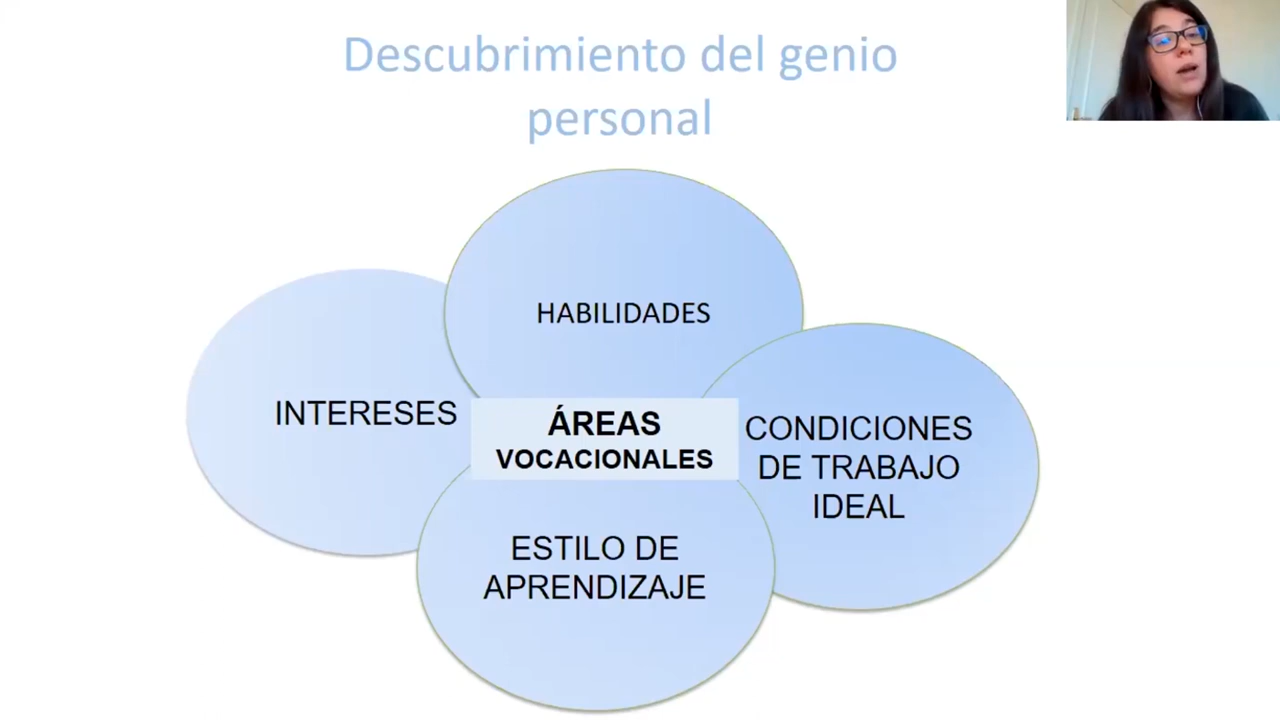 Descubrimiento del genio
personal
HABILIDADES
INTERESES
ÁREAS
VOCACIONALES
CONDICIONES
DE TRABAJO
IDEAL
ESTILO DE
APRENDIZAJE